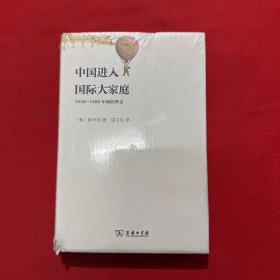 中国进入
国际大家庭
1858—1880年间的外交
（美）徐中约 著 屈文生 译
商务印书馆